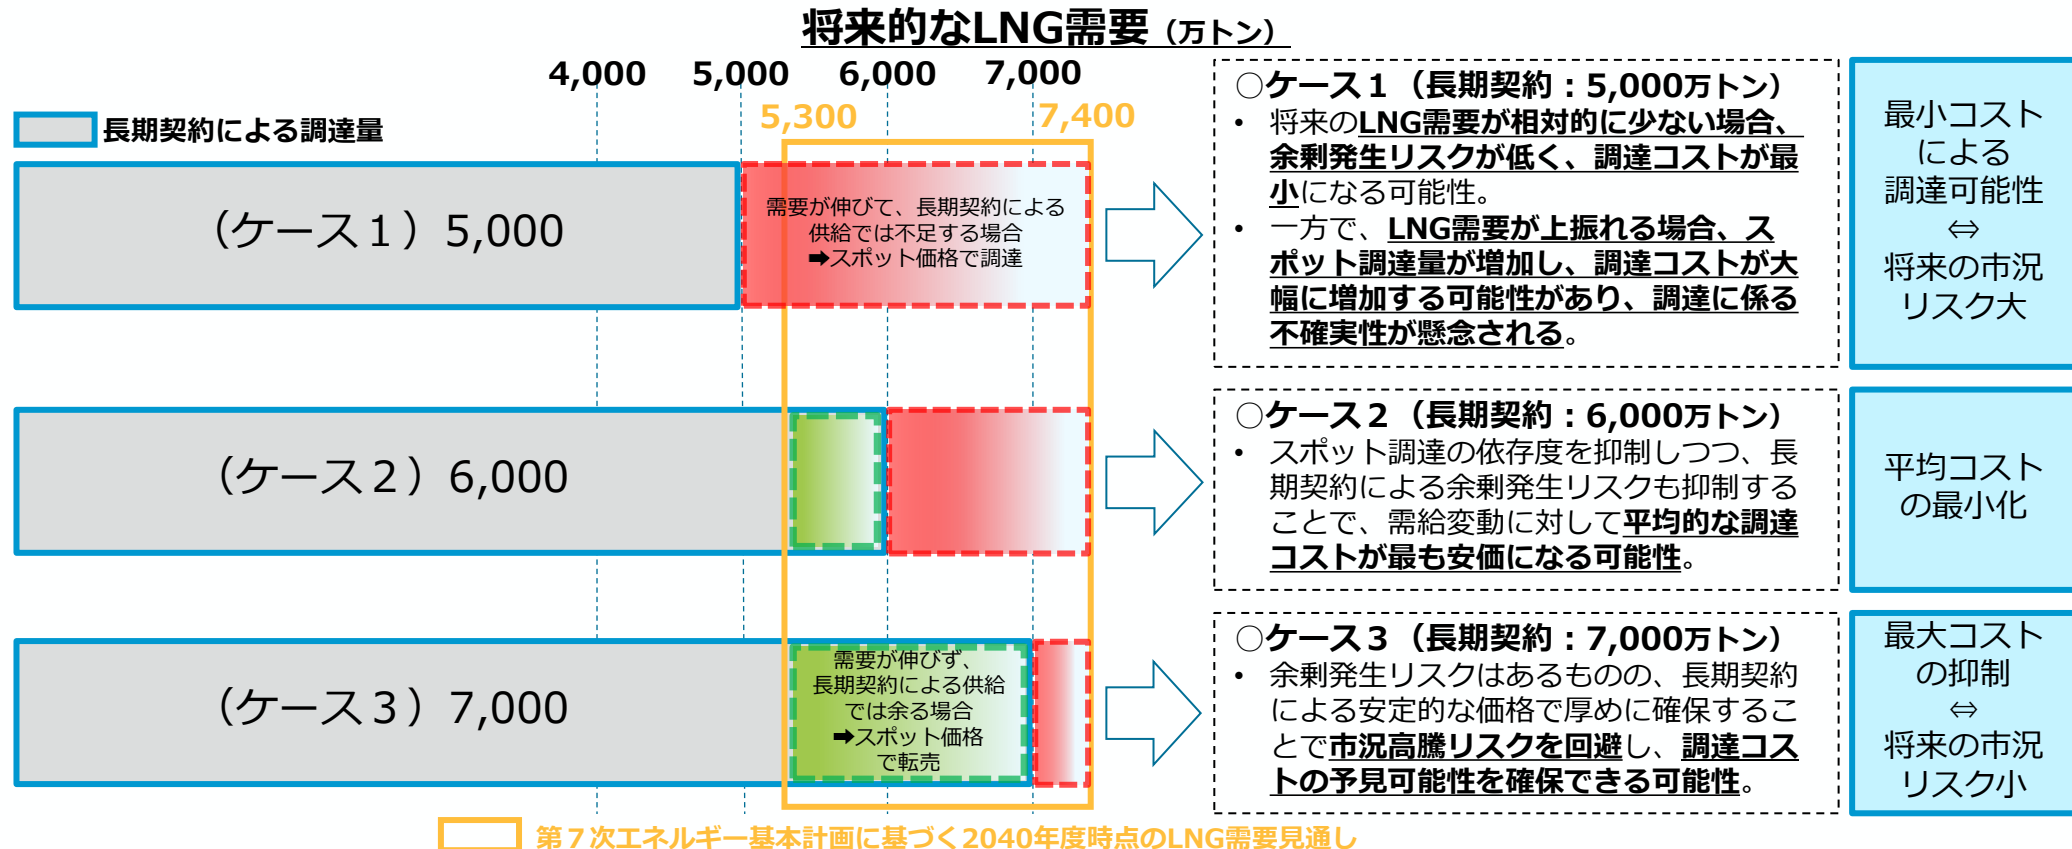 将来的なLNG需要（万トン）
4,000 5,000 6,000 7,000
5,300 7,400
長期契約による調達量
（ケース１）5,000
需要が伸びて、長期契約による
供給では不足する場合
➡スポット価格で調達
○ケース１（長期契約：5,000万トン）
• 将来のLNG需要が相対的に少ない場合、
余剰発生リスクが低く、調達コストが最
小になる可能性。
• 一方で、LNG需要が上振れる場合、ス
ポット調達量が増加し、調達コストが大
幅に増加する可能性があり、調達に係る
不確実性が懸念される。
最小コスト
による
調達可能性
⇔
将来の市況
リスク大
（ケース２）6,000
○ケース２（長期契約：6,000万トン）
• スポット調達の依存度を抑制しつつ、長
期契約による余剰発生リスクも抑制する
ことで、需給変動に対して平均的な調達
コストが最も安価になる可能性。
平均コスト
の最小化
（ケース３）7,000
需要が伸びず、
長期契約による供給
では余る場合
➡スポット価格
で転売
○ケース３（長期契約：7,000万トン）
• 余剰発生リスクはあるものの、長期契約
による安定的な価格で厚めに確保するこ
とで市況高騰リスクを回避し、調達コス
トの予見可能性を確保できる可能性。
最大コスト
の抑制
⇔
将来の市況
リスク小
第７次エネルギー基本計画に基づく2040年度時点のLNG需要見通し